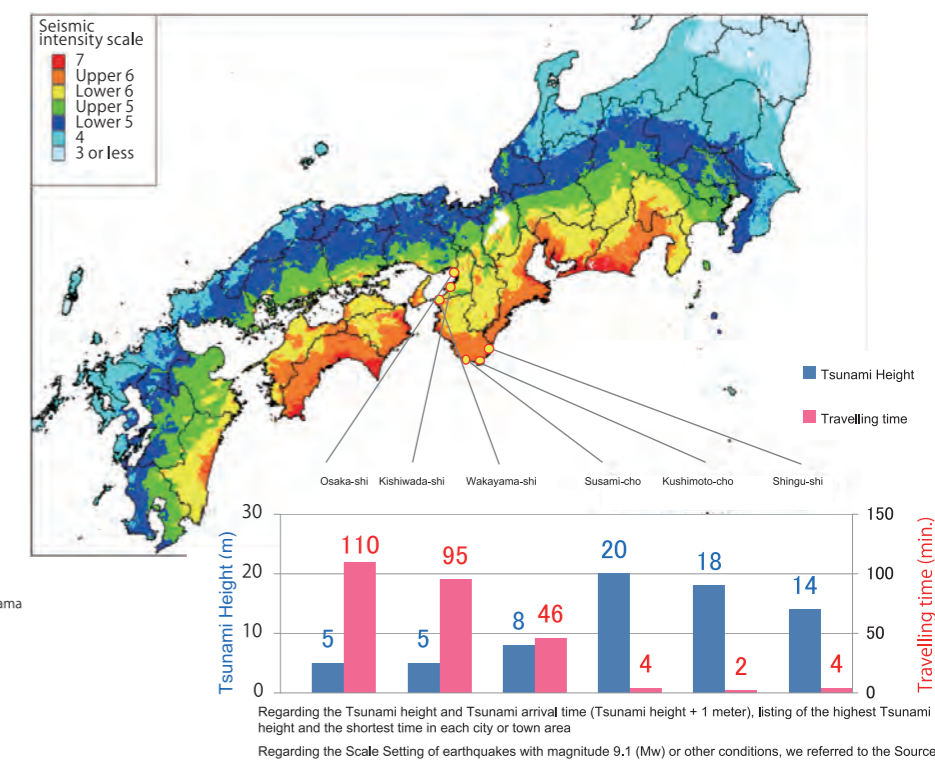 Seismic
intensity scale
7
Upper 6
Lower 6
Upper 5
Lower 5
4
3 or less
Tsunami Height
Travelling time
Osaka-shi Kishiwada-shi Wakayama-shi Susami-cho Kushimoto-cho Shingu-shi
Tsunami Height (m)
30
20
10
0
5 110 5 95 8 46 20 4 18 2 14 4
150
100
50
0
Travelling time (min.)
ama
Regarding the Tsunami height and Tsunami arrival time (Tsunami height + 1 meter), listing of the highest Tsunami
height and the shortest time in each city or town area
Regarding the Scale Setting of earthquakes with magnitude 9.1 (Mw) or other conditions, we referred to the Source